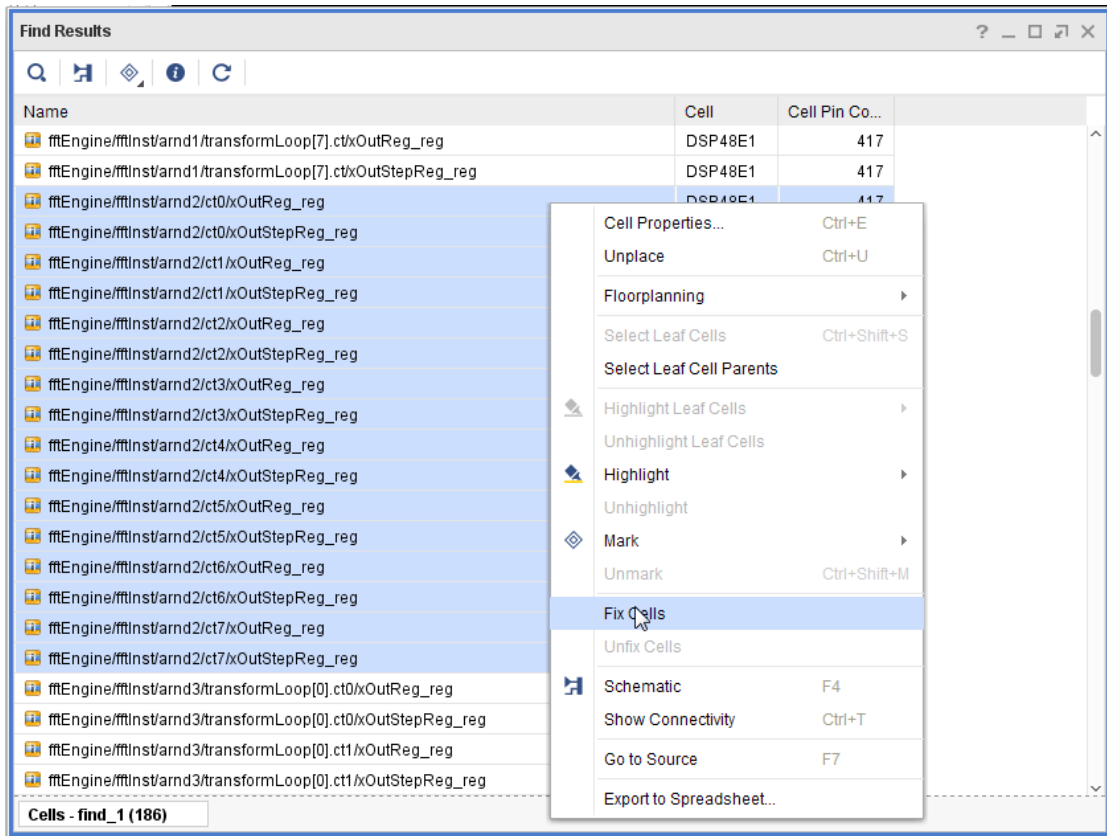 Find Results
Name Cell Cell Pin Co...
fftEngine/fftInst/arnd1/transformLoop[7].ct/xOutReg_reg DSP48E1 417
fftEngine/fftInst/arnd1/transformLoop[7].ct/xOutStepReg_reg DSP48E1 417
fftEngine/fftInst/arnd2/ct0/xOutReg_reg DSP48E1 417
fftEngine/fftInst/arnd2/ct0/xOutStepReg_reg
fftEngine/fftInst/arnd2/ct1/xOutReg_reg
fftEngine/fftInst/arnd2/ct1/xOutStepReg_reg
fftEngine/fftInst/arnd2/ct2/xOutReg_reg
fftEngine/fftInst/arnd2/ct2/xOutStepReg_reg
fftEngine/fftInst/arnd2/ct3/xOutReg_reg
fftEngine/fftInst/arnd2/ct3/xOutStepReg_reg
fftEngine/fftInst/arnd2/ct4/xOutReg_reg
fftEngine/fftInst/arnd2/ct4/xOutStepReg_reg
fftEngine/fftInst/arnd2/ct5/xOutReg_reg
fftEngine/fftInst/arnd2/ct5/xOutStepReg_reg
fftEngine/fftInst/arnd2/ct6/xOutReg_reg
fftEngine/fftInst/arnd2/ct6/xOutStepReg_reg
fftEngine/fftInst/arnd2/ct7/xOutReg_reg
fftEngine/fftInst/arnd2/ct7/xOutStepReg_reg
fftEngine/fftInst/arnd3/transformLoop[0].ct0/xOutReg_reg
fftEngine/fftInst/arnd3/transformLoop[0].ct0/xOutStepReg_reg
fftEngine/fftInst/arnd3/transformLoop[0].ct1/xOutReg_reg
fftEngine/fftInst/arnd3/transformLoop[0].ct1/xOutStepReg_reg
Cells - find_1 (186)
Cell Properties... Ctrl+E
Unplace Ctrl+U
Floorplanning
Select Leaf Cells Ctrl+Shift+S
Select Leaf Cell Parents
Highlight Leaf Cells
Unhighlight Leaf Cells
Highlight
Unhighlight
Mark
Unmark Ctrl+Shift+M
Fix Cells
Unfix Cells
Schematic F4
Show Connectivity Ctrl+T
Go to Source F7
Export to Spreadsheet...